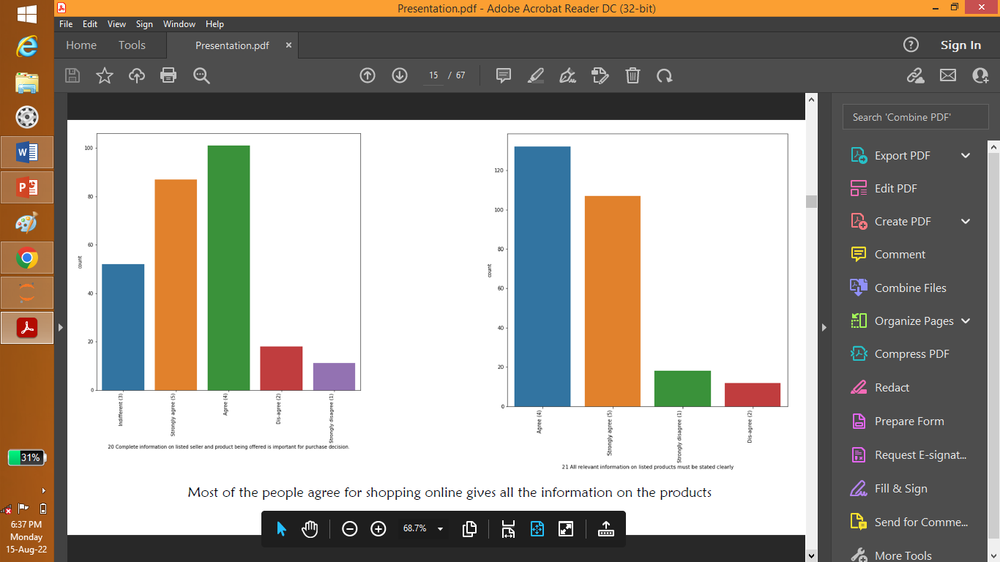 Presentation.pdf - Adobe Acrobat Reader DC (32-bit)
File Edit View Sign Window Help
Home Tools Presentation.pdf × Sign In
15 / 67
Search 'Combine PDF'
Export PDF
Edit PDF
Create PDF
Comment
Combine Files
Organize Pages
Compress PDF
Redact
Prepare Form
Request E-signat...
Fill & Sign
Send for Comme...
More Tools
100
80
60
40
20
0
count
Indifferent (3)
Strongly agree (5)
Agree (4)
Dis-agree (2)
Strongly disagree (1)
20 Complete information on listed seller and product being offered is important for purchase decision.
120
100
80
60
40
20
0
count
Agree (4)
Strongly agree (5)
Strongly disagree (1)
Dis-agree (2)
21 All relevant information on listed products must be stated clearly
Most of the people agree for shopping online gives all the information on the products
68.7%
31%
6:37 PM
Monday
15-Aug-22